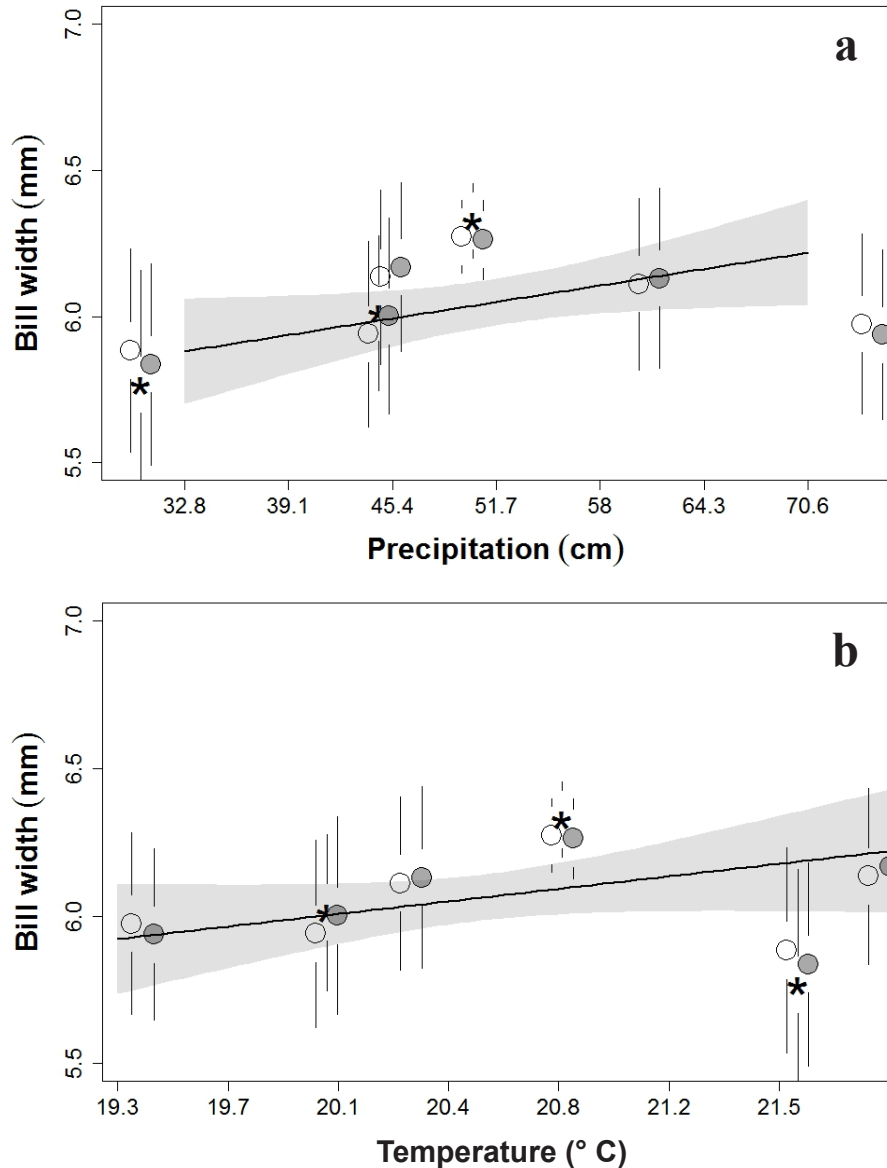 a
7.0
6.5
6.0
5.5
Bill width (mm)
32.8 39.1 45.4 51.7 58 64.3 70.6
Precipitation (cm)
b
7.0
6.5
6.0
5.5
Bill width (mm)
19.3 19.7 20.1 20.4 20.8 21.2 21.5
Temperature (° C)